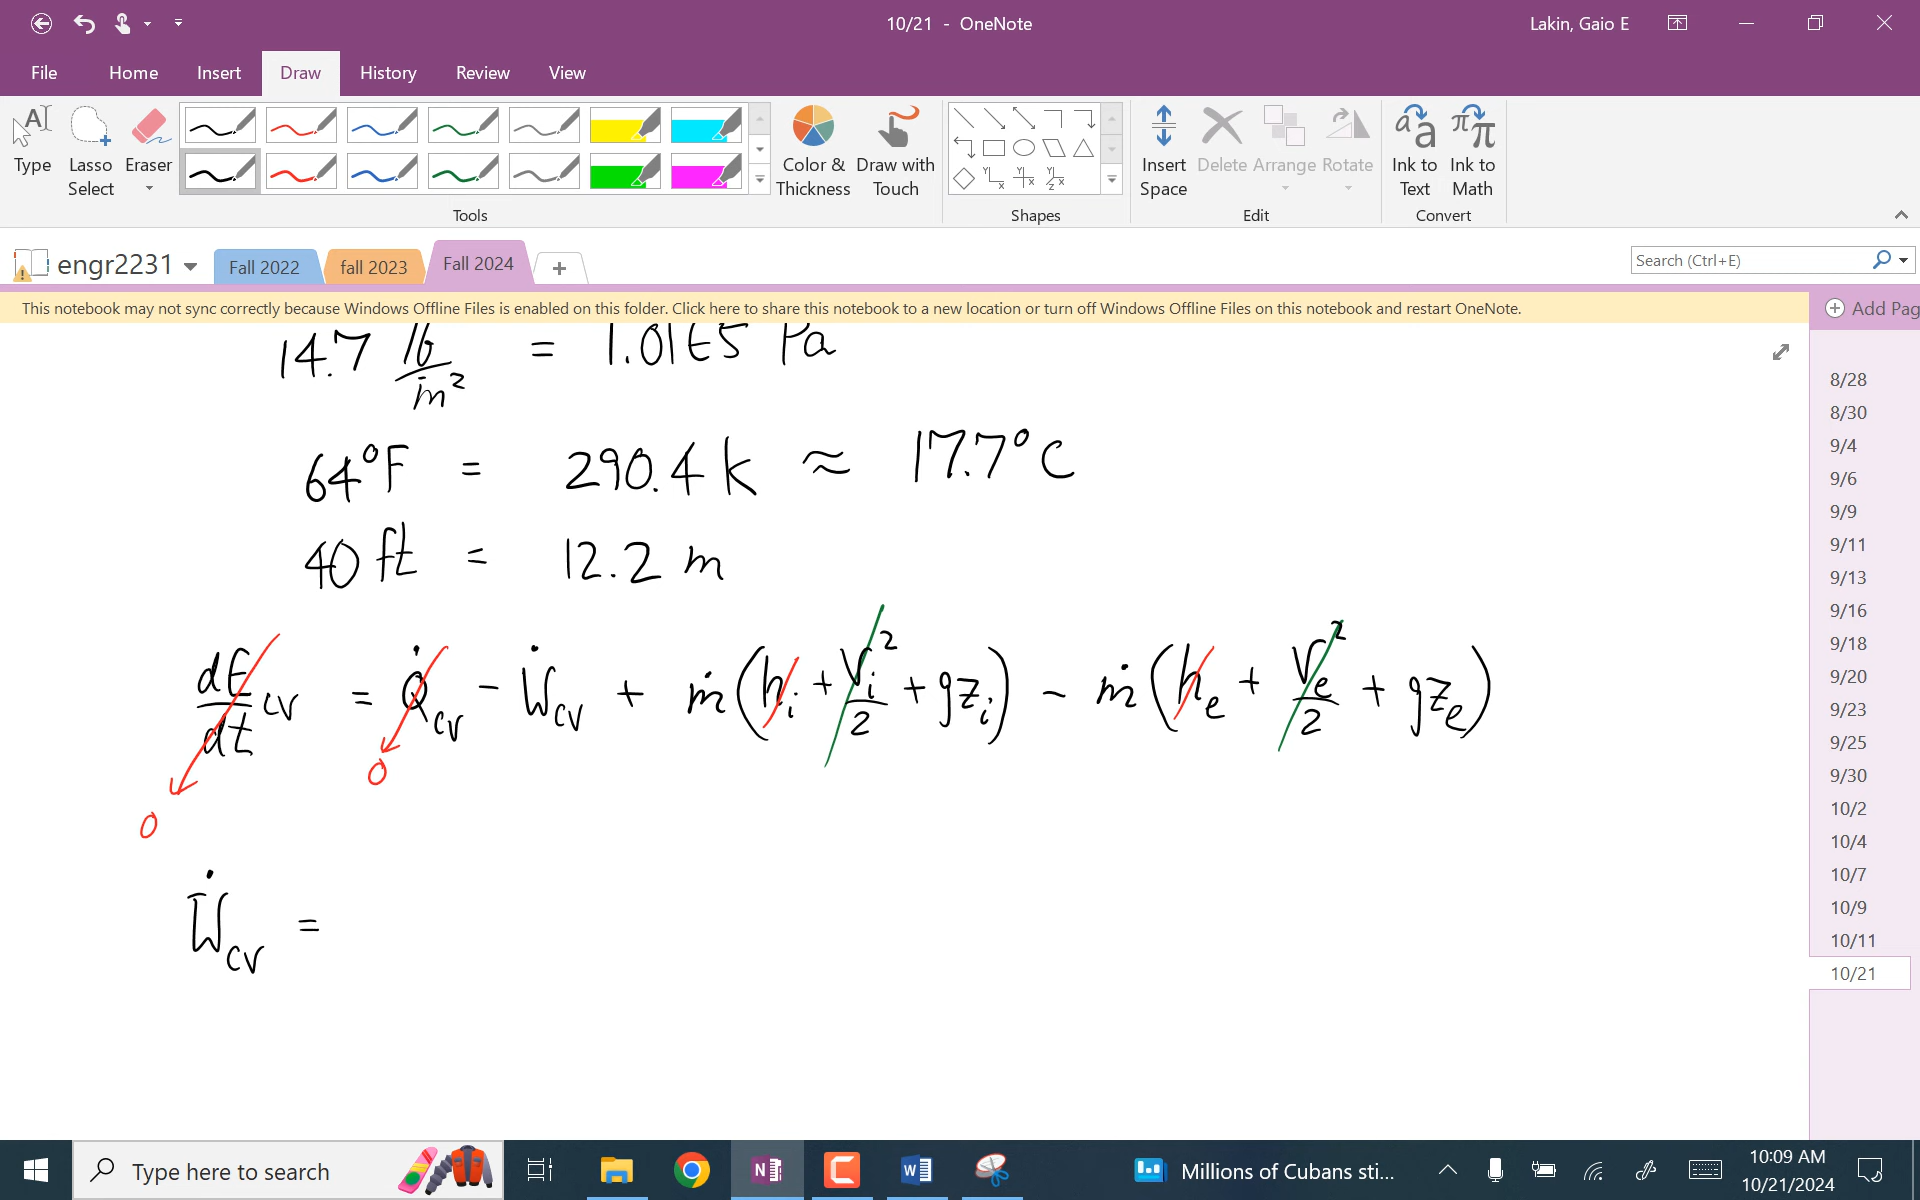 10/21 - OneNote
Lakin, Gaio E
File Home Insert Draw History Review View
Type
Lasso Select
Eraser
Color & Thickness
Draw with Touch
Insert Space
Delete Arrange Rotate
Ink to Text
Ink to Math
Tools Shapes Edit Convert
engr2231 Fall 2022 fall 2023 Fall 2024
Search (Ctrl+E)
This notebook may not sync correctly because Windows Offline Files is enabled on this folder. Click here to share this notebook to a new location or turn off Windows Offline Files on this notebook and restart OneNote.
Add Pag
14.7 lb/in² = 1.01E5 Pa
64°F = 290.4 k ≈ 17.7°C
40 ft = 12.2 m
dE/dt cv = Q̇cv - Ẇcv + ṁ(hi + Vi²/2 + gzi) - ṁ(he + Ve²/2 + gze)
0
0
Ẇcv =
8/28
8/30
9/4
9/6
9/9
9/11
9/13
9/16
9/18
9/20
9/23
9/25
9/30
10/2
10/4
10/7
10/9
10/11
10/21
Type here to search
Millions of Cubans sti...
10:09 AM
10/21/2024